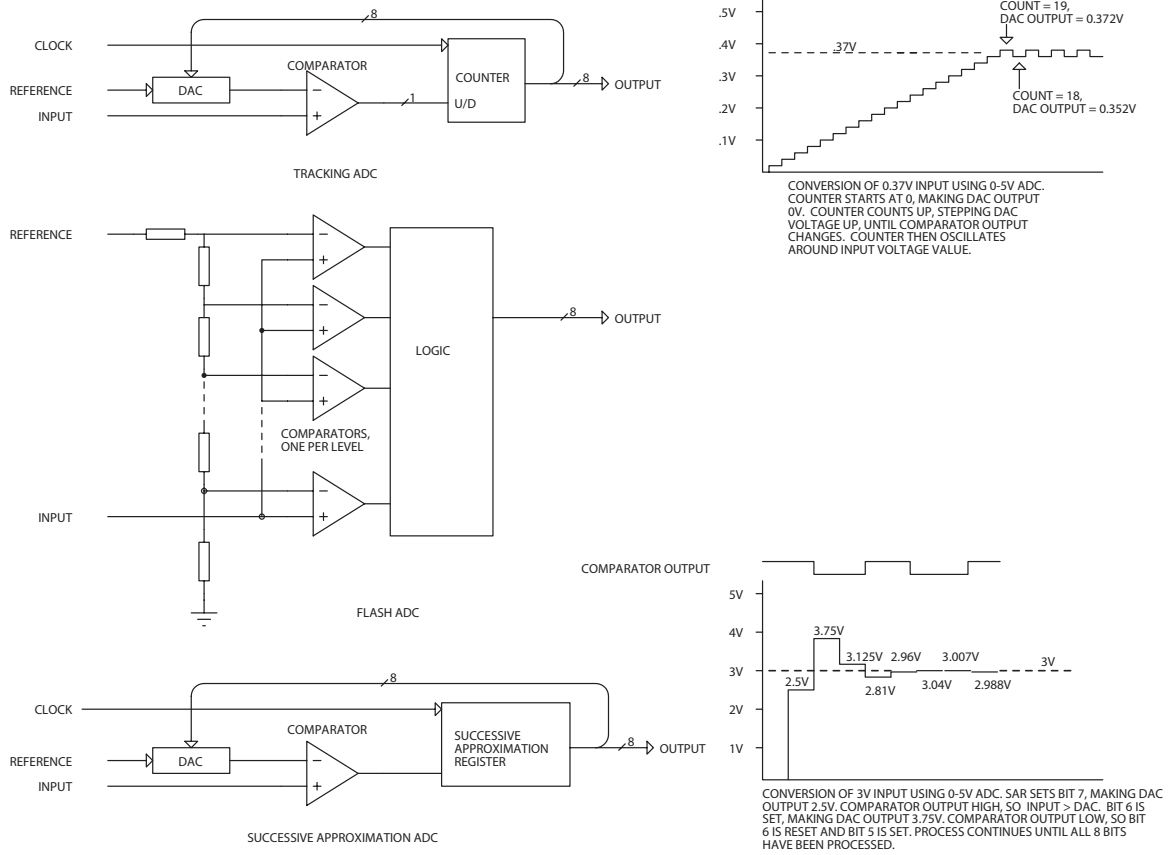 8
CLOCK
COMPARATOR
REFERENCE
DAC
INPUT
−
+
1
COUNTER
U/D
8
OUTPUT
TRACKING ADC
.5V
.4V
.3V
.2V
.1V
.37V
COUNT = 19,
DAC OUTPUT = 0.372V
COUNT = 18,
DAC OUTPUT = 0.352V
CONVERSION OF 0.37V INPUT USING 0-5V ADC.
COUNTER STARTS AT 0, MAKING DAC OUTPUT
0V. COUNTER COUNTS UP, STEPPING DAC
VOLTAGE UP, UNTIL COMPARATOR OUTPUT
CHANGES. COUNTER THEN OSCILLATES
AROUND INPUT VOLTAGE VALUE.
REFERENCE
−
+
−
+
−
+
COMPARATORS,
ONE PER LEVEL
−
+
INPUT
LOGIC
8
OUTPUT
FLASH ADC
COMPARATOR OUTPUT
5V
4V
3V
2V
1V
2.5V
3.75V
3.125V
2.81V
2.96V
3.04V
3.007V
2.988V
3V
CONVERSION OF 3V INPUT USING 0-5V ADC. SAR SETS BIT 7, MAKING DAC
OUTPUT 2.5V. COMPARATOR OUTPUT HIGH, SO INPUT > DAC. BIT 6 IS
SET, MAKING DAC OUTPUT 3.75V. COMPARATOR OUTPUT LOW, SO BIT
6 IS RESET AND BIT 5 IS SET. PROCESS CONTINUES UNTIL ALL 8 BITS
HAVE BEEN PROCESSED.
8
CLOCK
COMPARATOR
REFERENCE
DAC
INPUT
−
+
SUCCESSIVE
APPROXIMATION
REGISTER
8
OUTPUT
SUCCESSIVE APPROXIMATION ADC